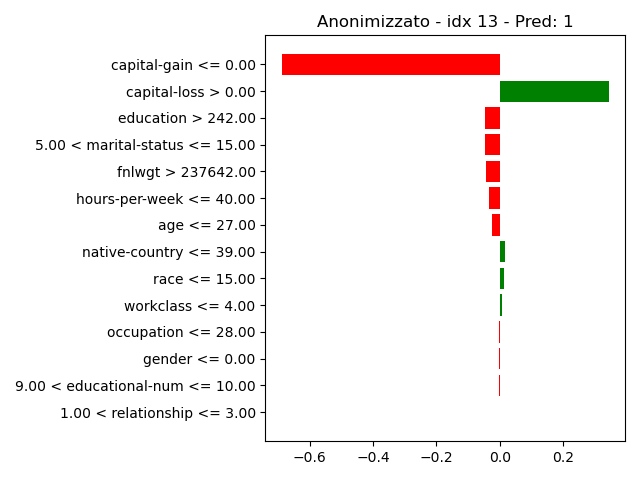 Anonimizzato - idx 13 - Pred: 1
capital-gain <= 0.00
capital-loss > 0.00
education > 242.00
5.00 < marital-status <= 15.00
fnlwgt > 237642.00
hours-per-week <= 40.00
age <= 27.00
native-country <= 39.00
race <= 15.00
workclass <= 4.00
occupation <= 28.00
gender <= 0.00
9.00 < educational-num <= 10.00
1.00 < relationship <= 3.00
−0.6 −0.4 −0.2 0.0 0.2